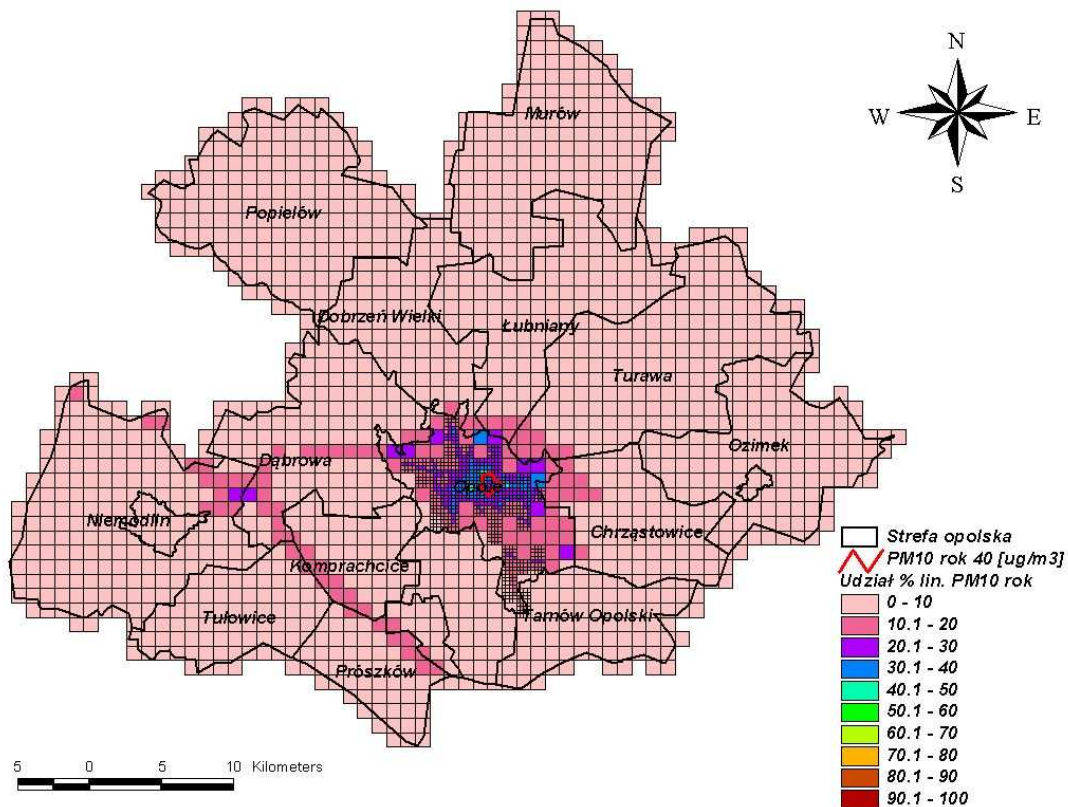 N
W E
S
Murów
Popielów
Dobrzeń Wielki
Łubniany
Turawa
Ozimek
Dąbrowa
Opole
Niemodlin
Chrząstowice
Komprachcice
Tułowice
Tarnów Opolski
Prószków
Strefa opolska
PM10 rok 40 [ug/m3]
Udział % lin. PM10 rok
0 - 10
10.1 - 20
20.1 - 30
30.1 - 40
40.1 - 50
50.1 - 60
60.1 - 70
70.1 - 80
80.1 - 90
90.1 - 100
5 0 5 10 Kilometers